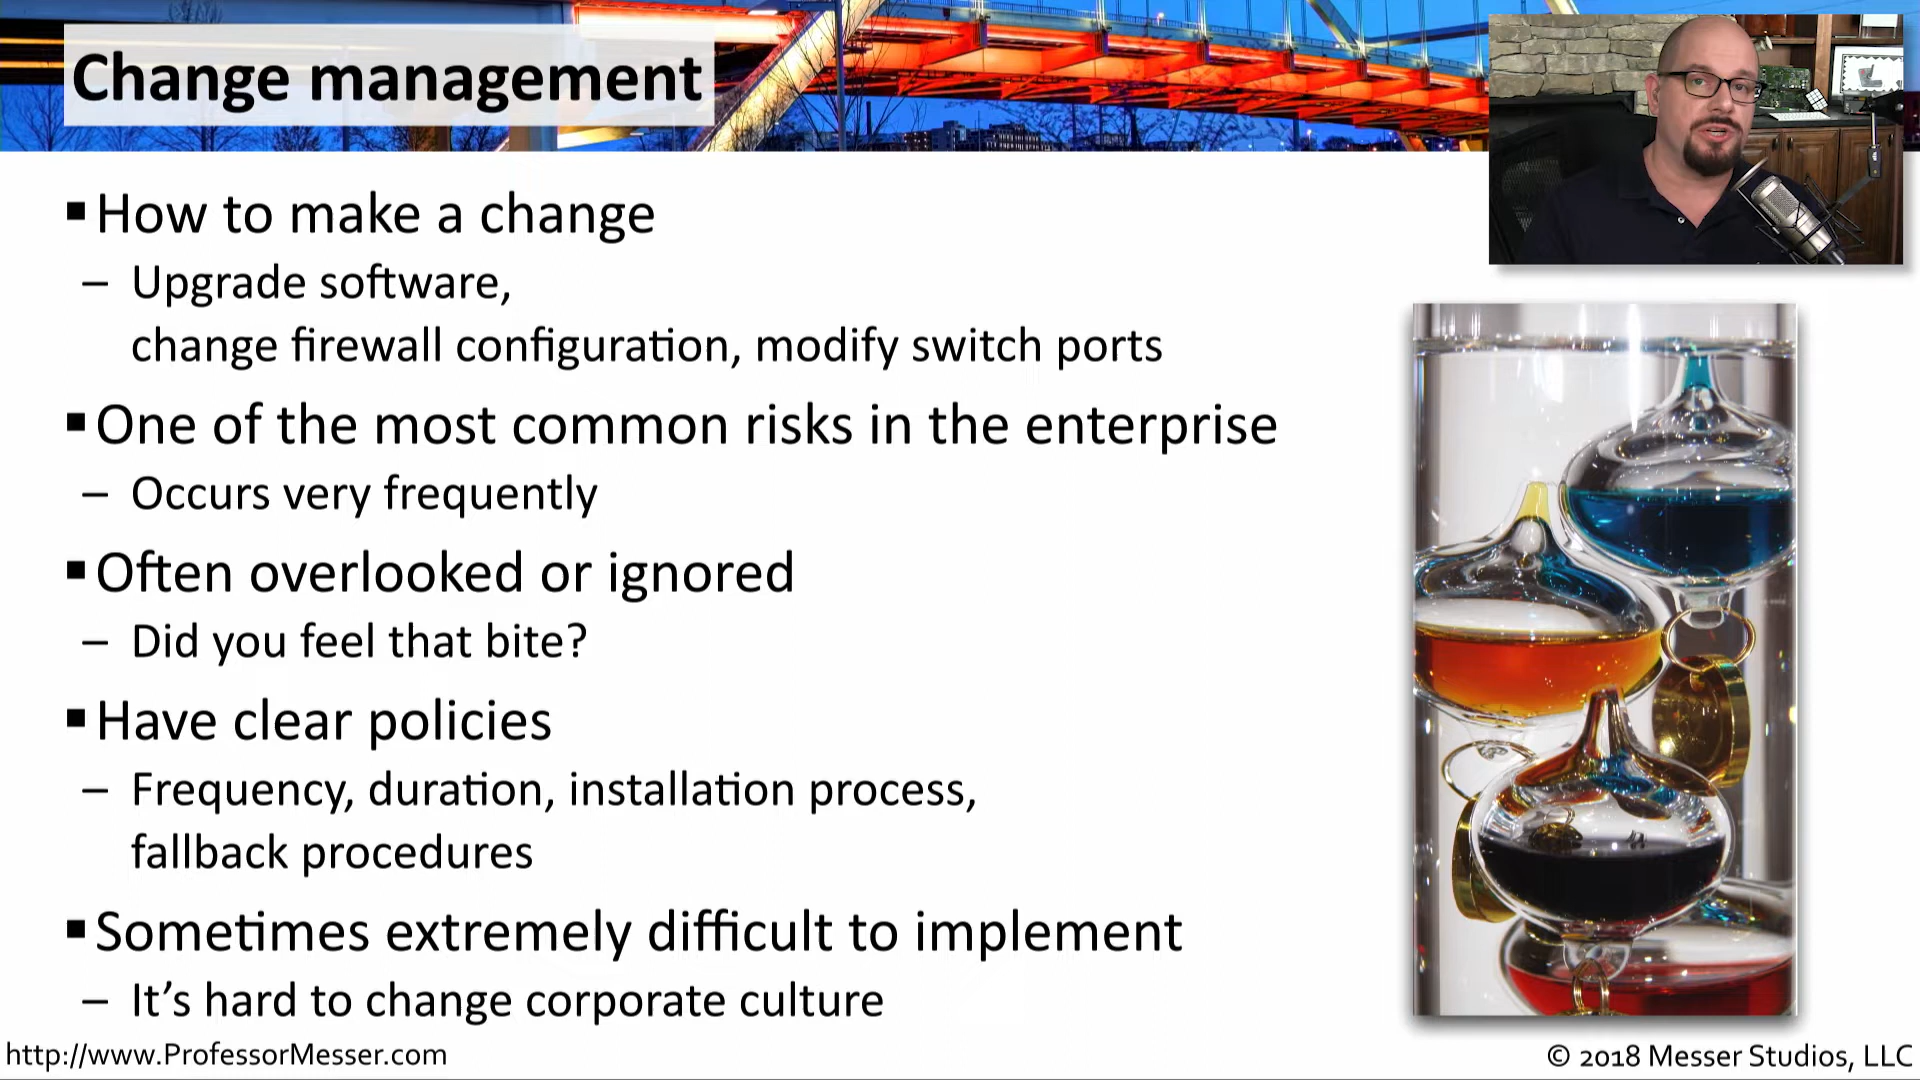 Change management
▪ How to make a change
– Upgrade software,
change firewall configuration, modify switch ports
▪ One of the most common risks in the enterprise
– Occurs very frequently
▪ Often overlooked or ignored
– Did you feel that bite?
▪ Have clear policies
– Frequency, duration, installation process,
fallback procedures
▪ Sometimes extremely difficult to implement
– It’s hard to change corporate culture
http://www.ProfessorMesser.com
© 2018 Messer Studios, LLC